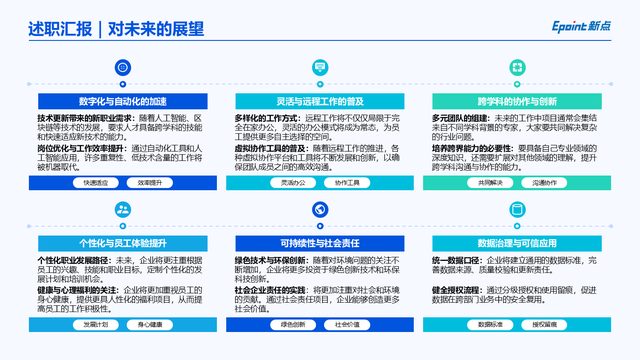 述职汇报｜对未来的展望
Epoint新点
数字化与自动化的加速
技术更新带来的新职业需求：随着人工智能、区
块链等技术的发展，要求人才具备跨学科的技能
和快速适应新技术的能力。
岗位优化与工作效率提升：通过自动化工具和人
工智能应用，许多重复性、低技术含量的工作将
被机器取代。
快速适应
效率提升
灵活与远程工作的普及
多样化的工作方式：远程工作将不仅仅局限于完
全在家办公，灵活的办公模式将成为常态，为员
工提供更多自主选择的空间。
虚拟协作工具的普及：随着远程工作的推进，各
种虚拟协作平台和工具将不断发展和创新，以确
保团队成员之间的高效沟通。
灵活办公
协作工具
跨学科的协作与创新
多元团队的组建：未来的工作中项目通常会集结
来自不同学科背景的专家，大家要共同解决复杂
的行业问题。
培养跨界能力的必要性：要具备自己专业领域的
深度知识，还需要扩展对其他领域的理解，提升
跨学科沟通与协作的能力。
共同解决
沟通协作
个性化与员工体验提升
个性化职业发展路径：未来，企业将更注重根据
员工的兴趣、技能和职业目标，定制个性化的发
展计划和培训机会。
健康与心理福利的关注：企业将更加重视员工的
身心健康，提供更具人性化的福利项目，从而提
高员工的工作积极性。
发展计划
身心健康
可持续性与社会责任
绿色技术与环保创新：随着对环境问题的关注不
断增加，企业将更多投资于绿色创新技术和环保
科技创新。
社会企业责任的实践：将更加注重对社会和环境
的贡献。通过社会责任项目，企业能够创造更多
社会价值。
绿色创新
社会价值
数据治理与可信应用
统一数据口径：企业将建立通用的数据标准，完
善数据来源、质量校验和更新责任。
健全授权流程：通过分级授权和使用留痕，促进
数据在跨部门业务中的安全复用。
数据标准
授权留痕